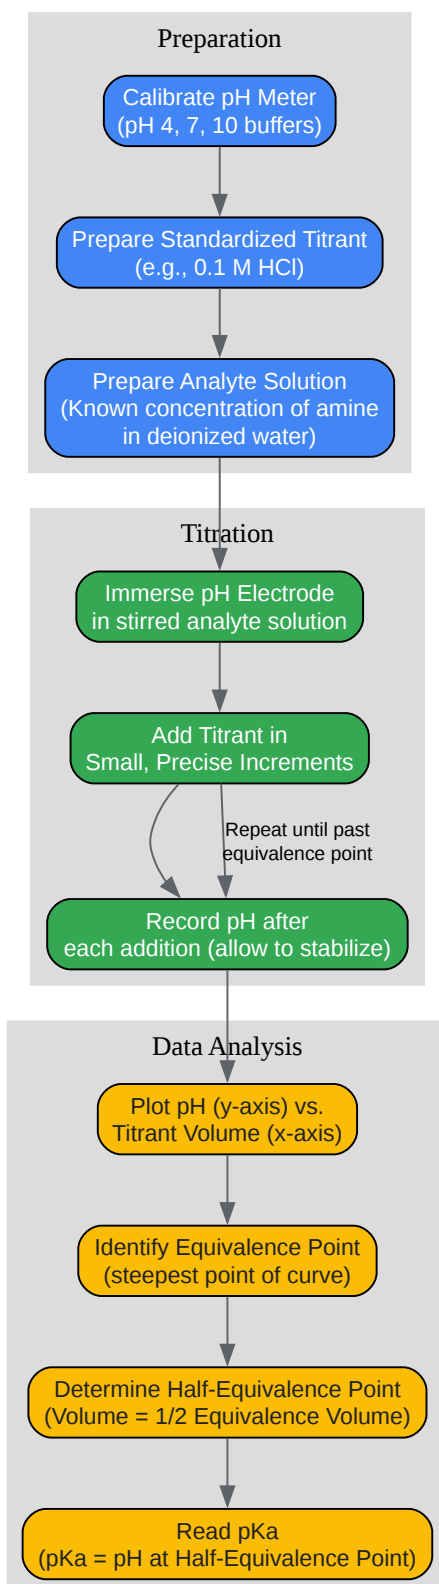 Preparation
Calibrate pH Meter
(pH 4, 7, 10 buffers)
Prepare Standardized Titrant
(e.g., 0.1 M HCl)
Prepare Analyte Solution
(Known concentration of amine
in deionized water)
Titration
Immerse pH Electrode
in stirred analyte solution
Add Titrant in
Small, Precise Increments
Repeat until past
equivalence point
Record pH after
each addition (allow to stabilize)
Data Analysis
Plot pH (y-axis) vs.
Titrant Volume (x-axis)
Identify Equivalence Point
(steepest point of curve)
Determine Half-Equivalence Point
(Volume = 1/2 Equivalence Volume)
Read pKa
(pKa = pH at Half-Equivalence Point)